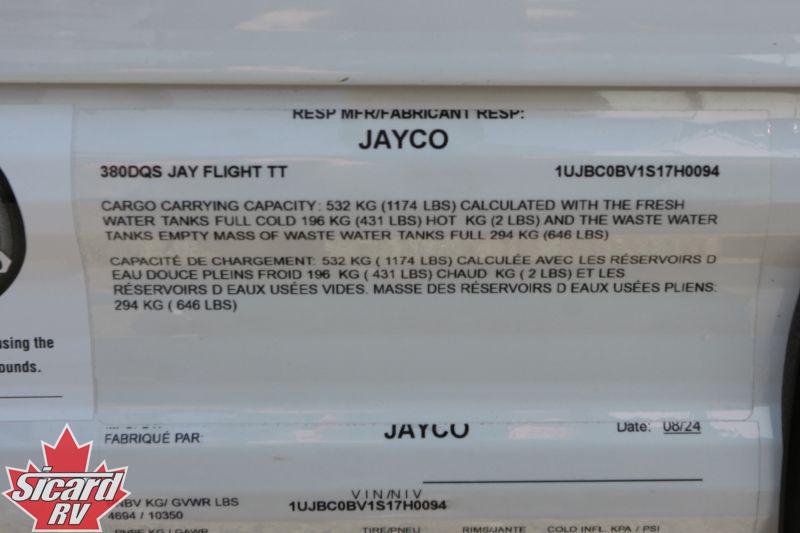 RESP MFR/FABRICANT RESP:
JAYCO
380DQS JAY FLIGHT TT 1UJBC0BV1S17H0094
CARGO CARRYING CAPACITY: 532 KG (1174 LBS) CALCULATED WITH THE FRESH
WATER TANKS FULL COLD 196 KG (431 LBS) HOT KG (2 LBS) AND THE WASTE WATER
TANKS EMPTY MASS OF WASTE WATER TANKS FULL 294 KG (646 LBS)
CAPACITÉ DE CHARGEMENT: 532 KG ( 1174 LBS) CALCULÉE AVEC LES RÉSERVOIRS D
EAU DOUCE PLEINS FROID 196 KG ( 431 LBS) CHAUD KG ( 2 LBS) ET LES
RÉSERVOIRS D EAUX USÉES VIDES. MASSE DES RÉSERVOIRS D EAUX USÉES PLIENS:
294 KG ( 646 LBS)
using the
ounds.
FABRIQUÉ PAR: JAYCO Date: 08/24
VIN/NIV
NBV KG/ GVWR LBS 1UJBC0BV1S17H0094
4694 / 10350
TIRE/PNEU RIMS/JANTE COLD INFL. KPA / PSI
Sicard
RV